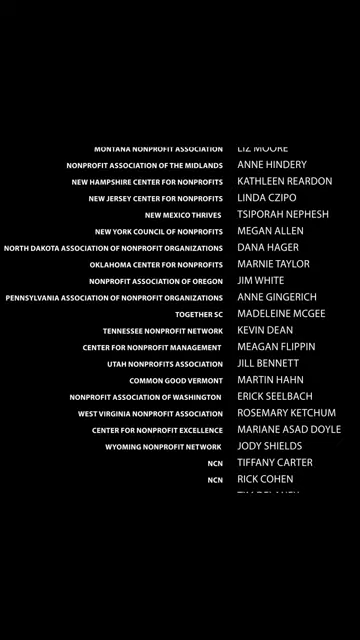 MONTANA NONPROFIT ASSOCIATION LIZ MOORE
NONPROFIT ASSOCIATION OF THE MIDLANDS ANNE HINDERY
NEW HAMPSHIRE CENTER FOR NONPROFITS KATHLEEN REARDON
NEW JERSEY CENTER FOR NONPROFITS LINDA CZIPO
NEW MEXICO THRIVES TSIPORAH NEPHESH
NEW YORK COUNCIL OF NONPROFITS MEGAN ALLEN
NORTH DAKOTA ASSOCIATION OF NONPROFIT ORGANIZATIONS DANA HAGER
OKLAHOMA CENTER FOR NONPROFITS MARNIE TAYLOR
NONPROFIT ASSOCIATION OF OREGON JIM WHITE
PENNSYLVANIA ASSOCIATION OF NONPROFIT ORGANIZATIONS ANNE GINGERICH
TOGETHER SC MADELEINE MCGEE
TENNESSEE NONPROFIT NETWORK KEVIN DEAN
CENTER FOR NONPROFIT MANAGEMENT MEAGAN FLIPPIN
UTAH NONPROFITS ASSOCIATION JILL BENNETT
COMMON GOOD VERMONT MARTIN HAHN
NONPROFIT ASSOCIATION OF WASHINGTON ERICK SEELBACH
WEST VIRGINIA NONPROFIT ASSOCIATION ROSEMARY KETCHUM
CENTER FOR NONPROFIT EXCELLENCE MARIANE ASAD DOYLE
WYOMING NONPROFIT NETWORK JODY SHIELDS
NCN TIFFANY CARTER
NCN RICK COHEN